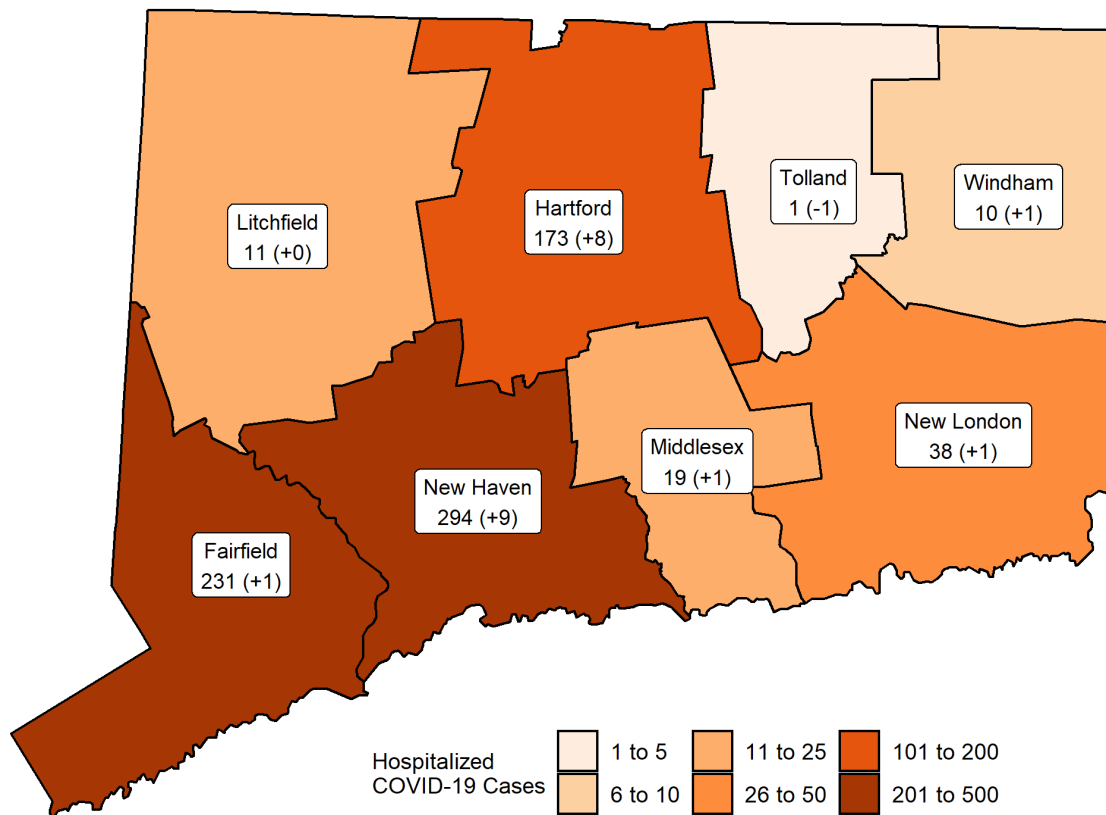 Tolland
1 (-1)
Windham
10 (+1)
Hartford
173 (+8)
Litchfield
11 (+0)
New London
38 (+1)
Middlesex
19 (+1)
New Haven
294 (+9)
Fairfield
231 (+1)
Hospitalized
COVID-19 Cases
1 to 5
11 to 25
101 to 200
6 to 10
26 to 50
201 to 500